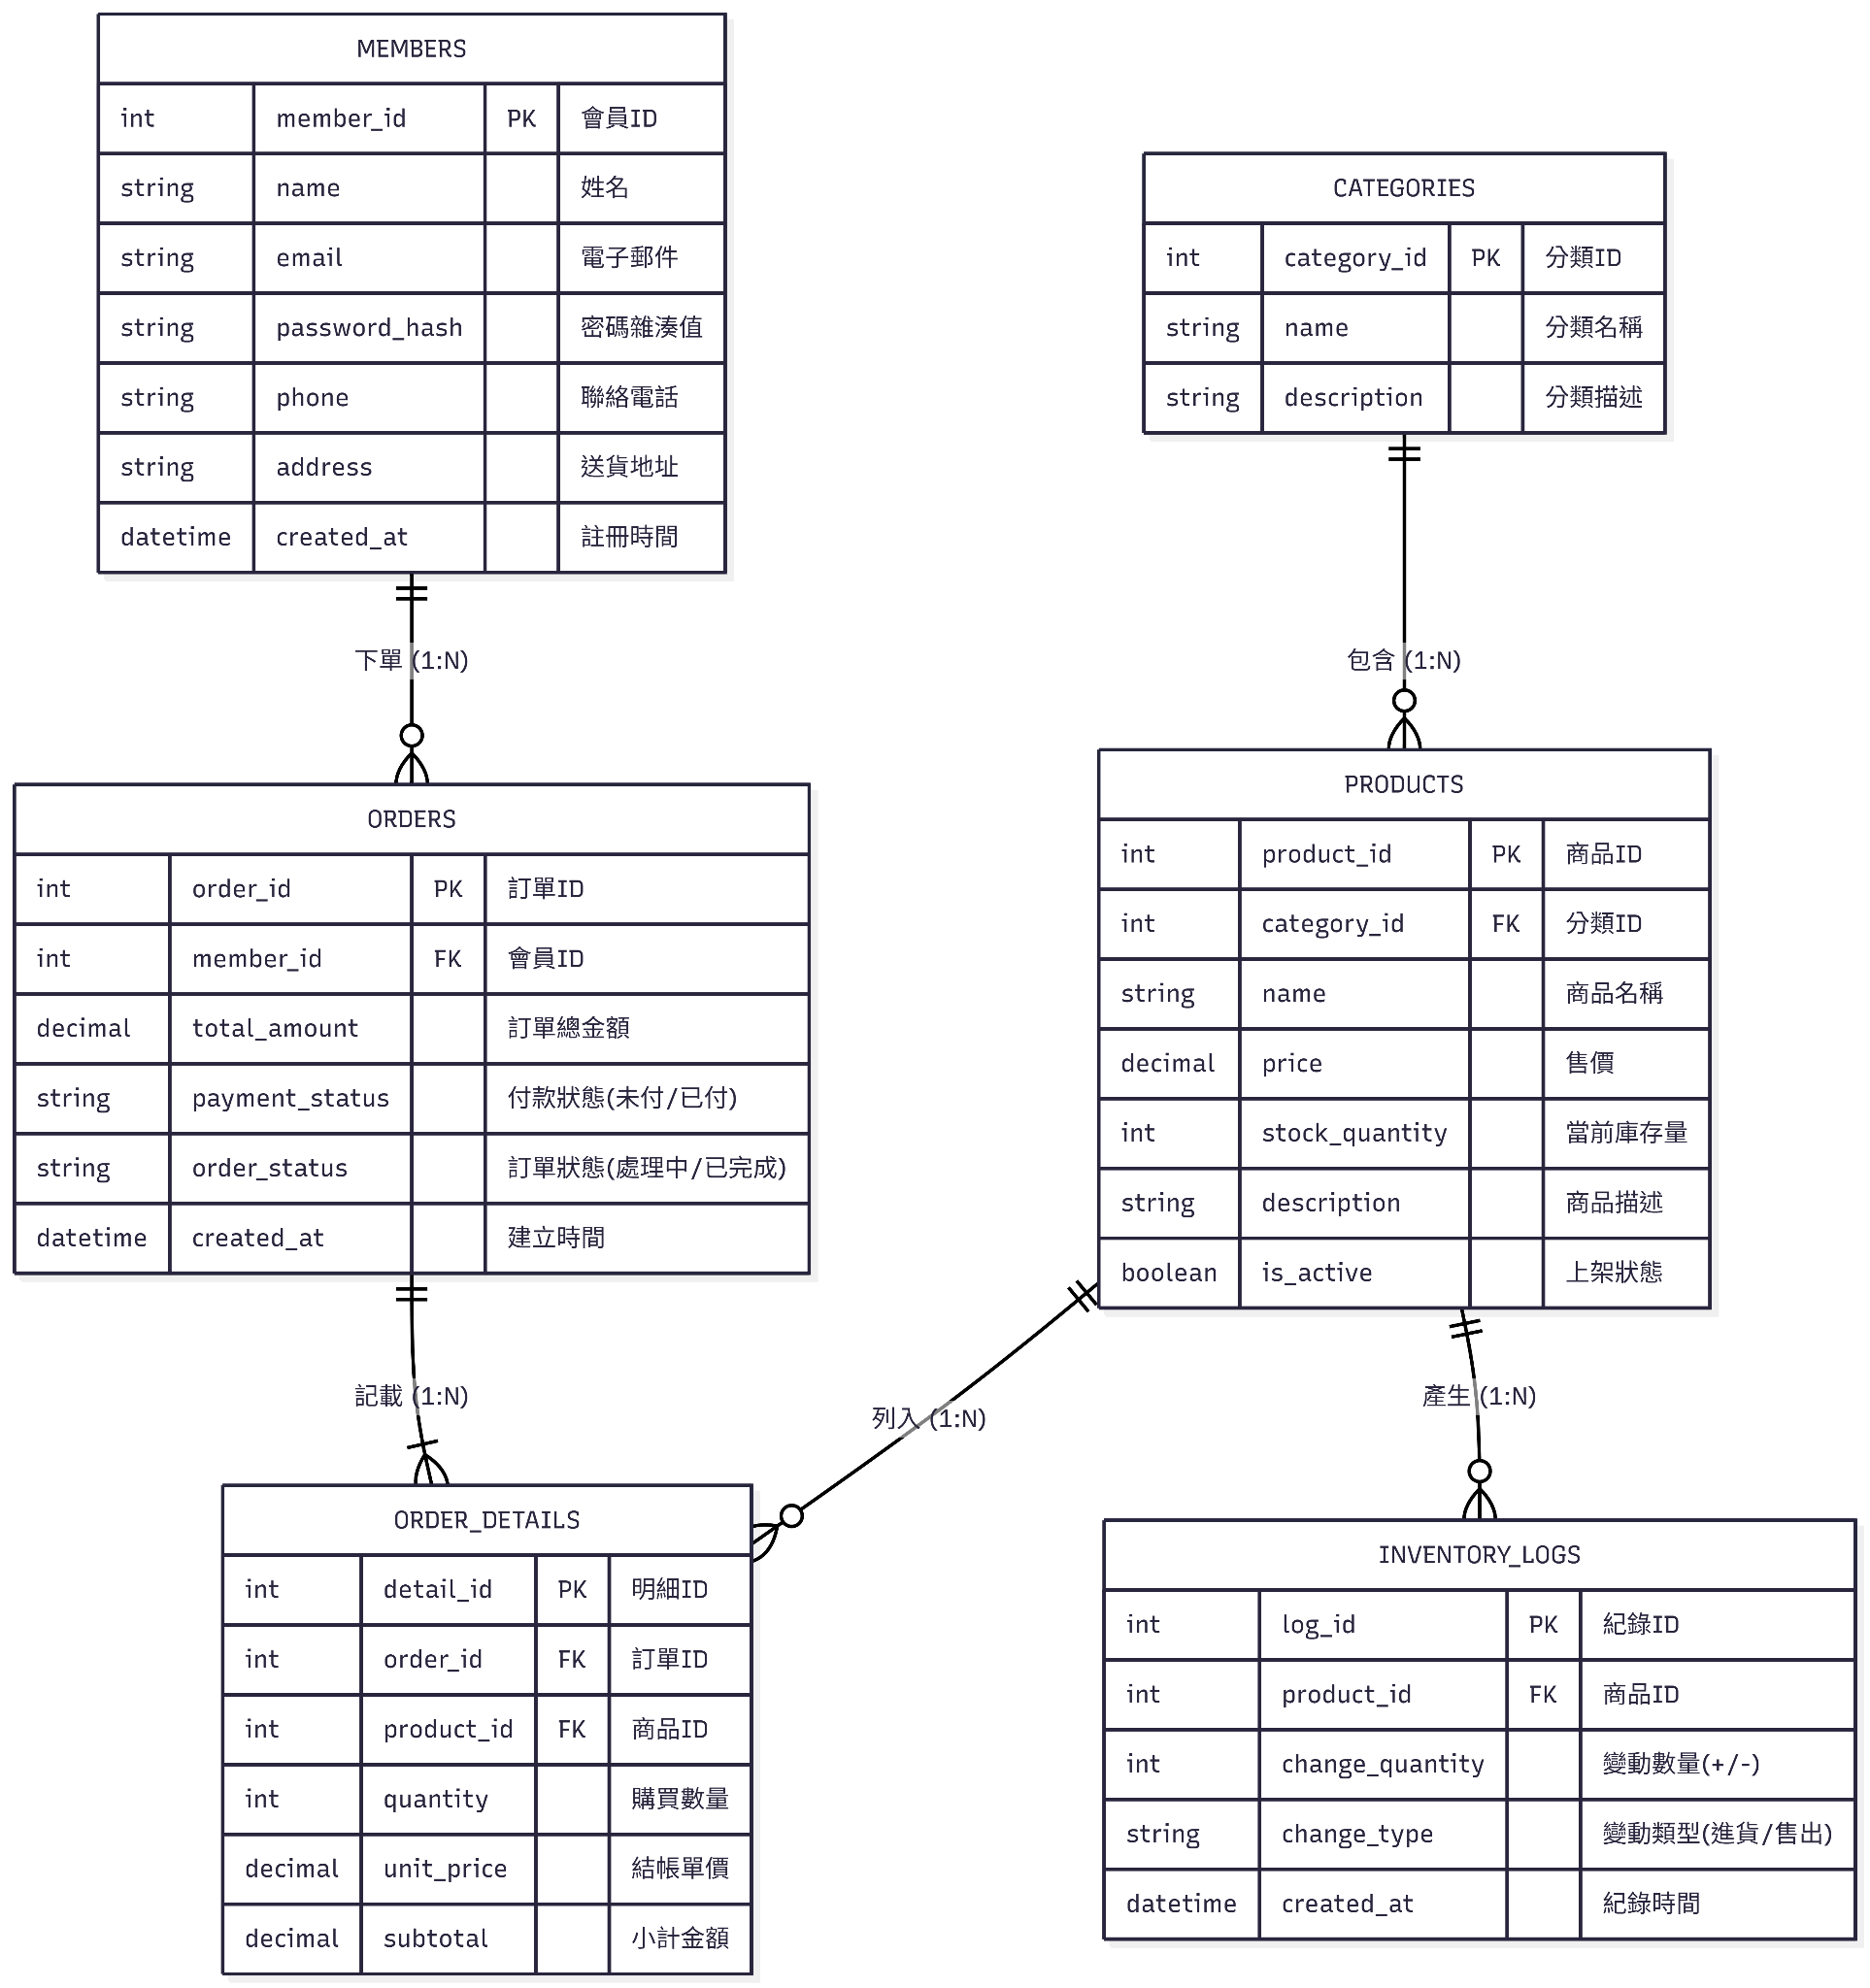 MEMBERS
int member_id PK 會員ID
string name 姓名
string email 電子郵件
string password_hash 密碼雜湊值
string phone 聯絡電話
string address 送貨地址
datetime created_at 註冊時間
CATEGORIES
int category_id PK 分類ID
string name 分類名稱
string description 分類描述
下單 (1:N)
包含 (1:N)
ORDERS
int order_id PK 訂單ID
int member_id FK 會員ID
decimal total_amount 訂單總金額
string payment_status 付款狀態(未付/已付)
string order_status 訂單狀態(處理中/已完成)
datetime created_at 建立時間
PRODUCTS
int product_id PK 商品ID
int category_id FK 分類ID
string name 商品名稱
decimal price 售價
int stock_quantity 當前庫存量
string description 商品描述
boolean is_active 上架狀態
記載 (1:N)
列入 (1:N)
產生 (1:N)
ORDER_DETAILS
int detail_id PK 明細ID
int order_id FK 訂單ID
int product_id FK 商品ID
int quantity 購買數量
decimal unit_price 結帳單價
decimal subtotal 小計金額
INVENTORY_LOGS
int log_id PK 紀錄ID
int product_id FK 商品ID
int change_quantity 變動數量(+/-)
string change_type 變動類型(進貨/售出)
datetime created_at 紀錄時間